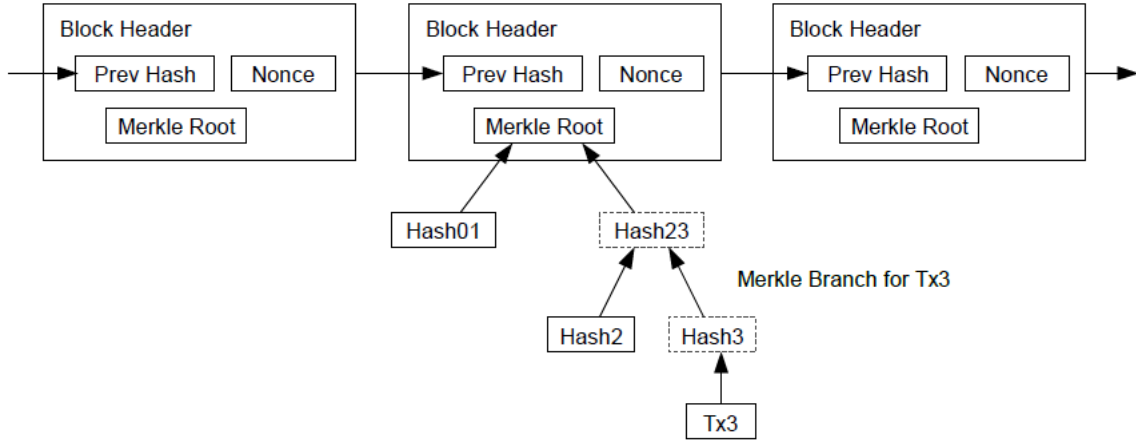 Block Header
Block Header
Block Header
Prev Hash
Nonce
Prev Hash
Nonce
Prev Hash
Nonce
Merkle Root
Merkle Root
Merkle Root
Hash01
Hash23
Merkle Branch for Tx3
Hash2
Hash3
Tx3